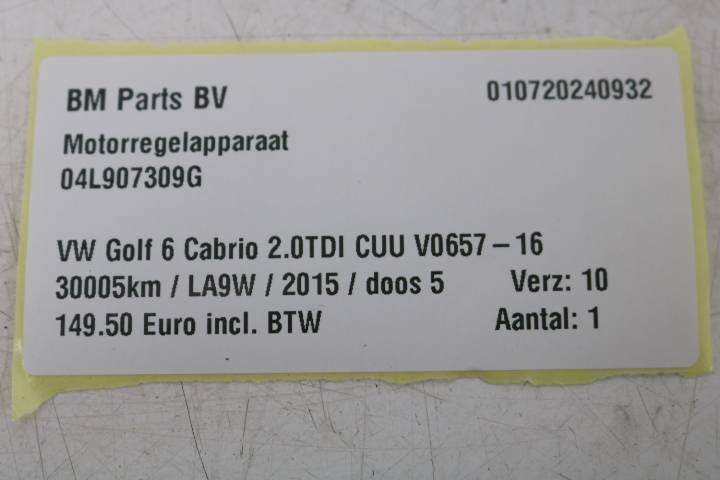 BM Parts BV 010720240932
Motorregelapparaat
04L907309G
VW Golf 6 Cabrio 2.0TDI CUU V0657 – 16
30005km / LA9W / 2015 / doos 5 Verz: 10
149.50 Euro incl. BTW Aantal: 1